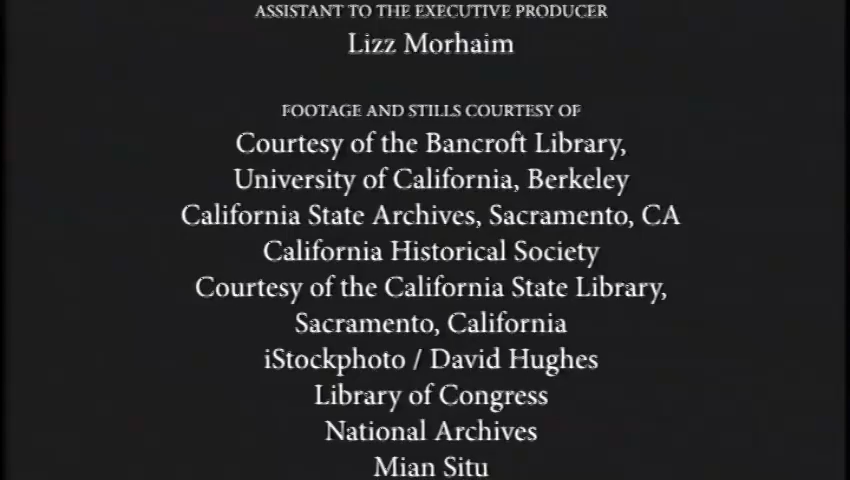 ASSISTANT TO THE EXECUTIVE PRODUCER
Lizz Morhaim
FOOTAGE AND STILLS COURTESY OF
Courtesy of the Bancroft Library,
University of California, Berkeley
California State Archives, Sacramento, CA
California Historical Society
Courtesy of the California State Library,
Sacramento, California
iStockphoto / David Hughes
Library of Congress
National Archives
Mian Situ